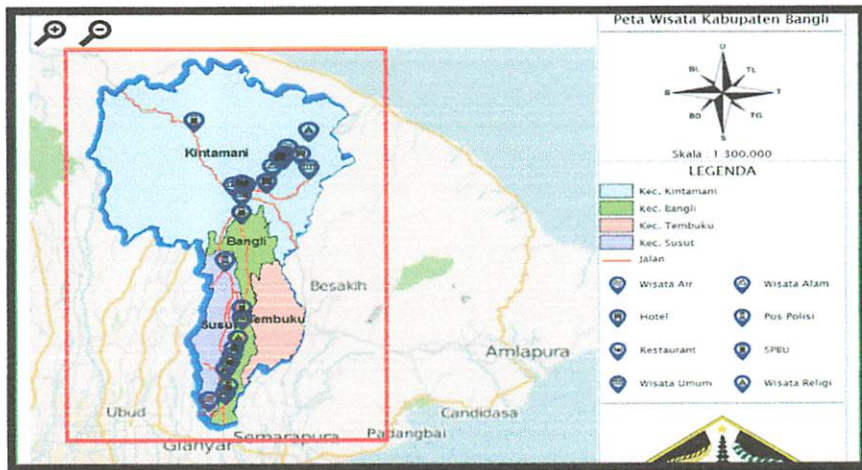 Peta Wisata Kabupaten Bangli
U
BL
TL
B
T
BD
TG
S
Skala : 1:300.000
LEGENDA
Kec. Kintamani
Kec. Bangli
Kec. Tembuku
Kec. Susut
Jalan
Wisata Air
Wisata Alam
Hotel
Pos Polisi
Restaurant
SPBU
Wisata Umum
Wisata Religi
Kintamani
Bangli
Besakih
Susut
Tembuku
Amlapura
Ubud
Candidasa
Gianyar
Semarapura
Padangbai